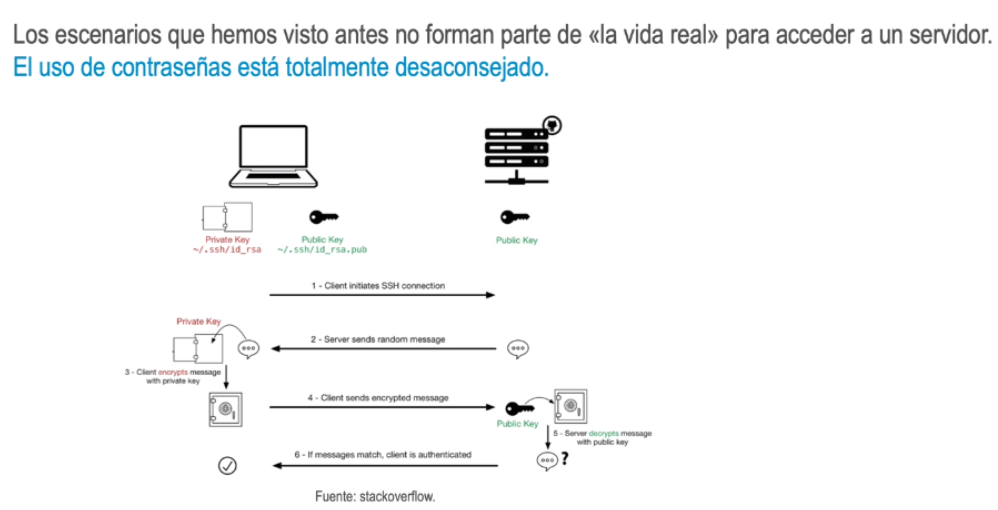 Los escenarios que hemos visto antes no forman parte de «la vida real» para acceder a un servidor.
El uso de contraseñas está totalmente desaconsejado.
Private Key
~/.ssh/id_rsa
Public Key
~/.ssh/id_rsa.pub
Public Key
1 - Client initiates SSH connection
Private Key
2 - Server sends random message
3 - Client encrypts message
with private key
4 - Client sends encrypted message
Public Key
5 - Server decrypts message
with public key
6 - If messages match, client is authenticated
?
Fuente: stackoverflow.